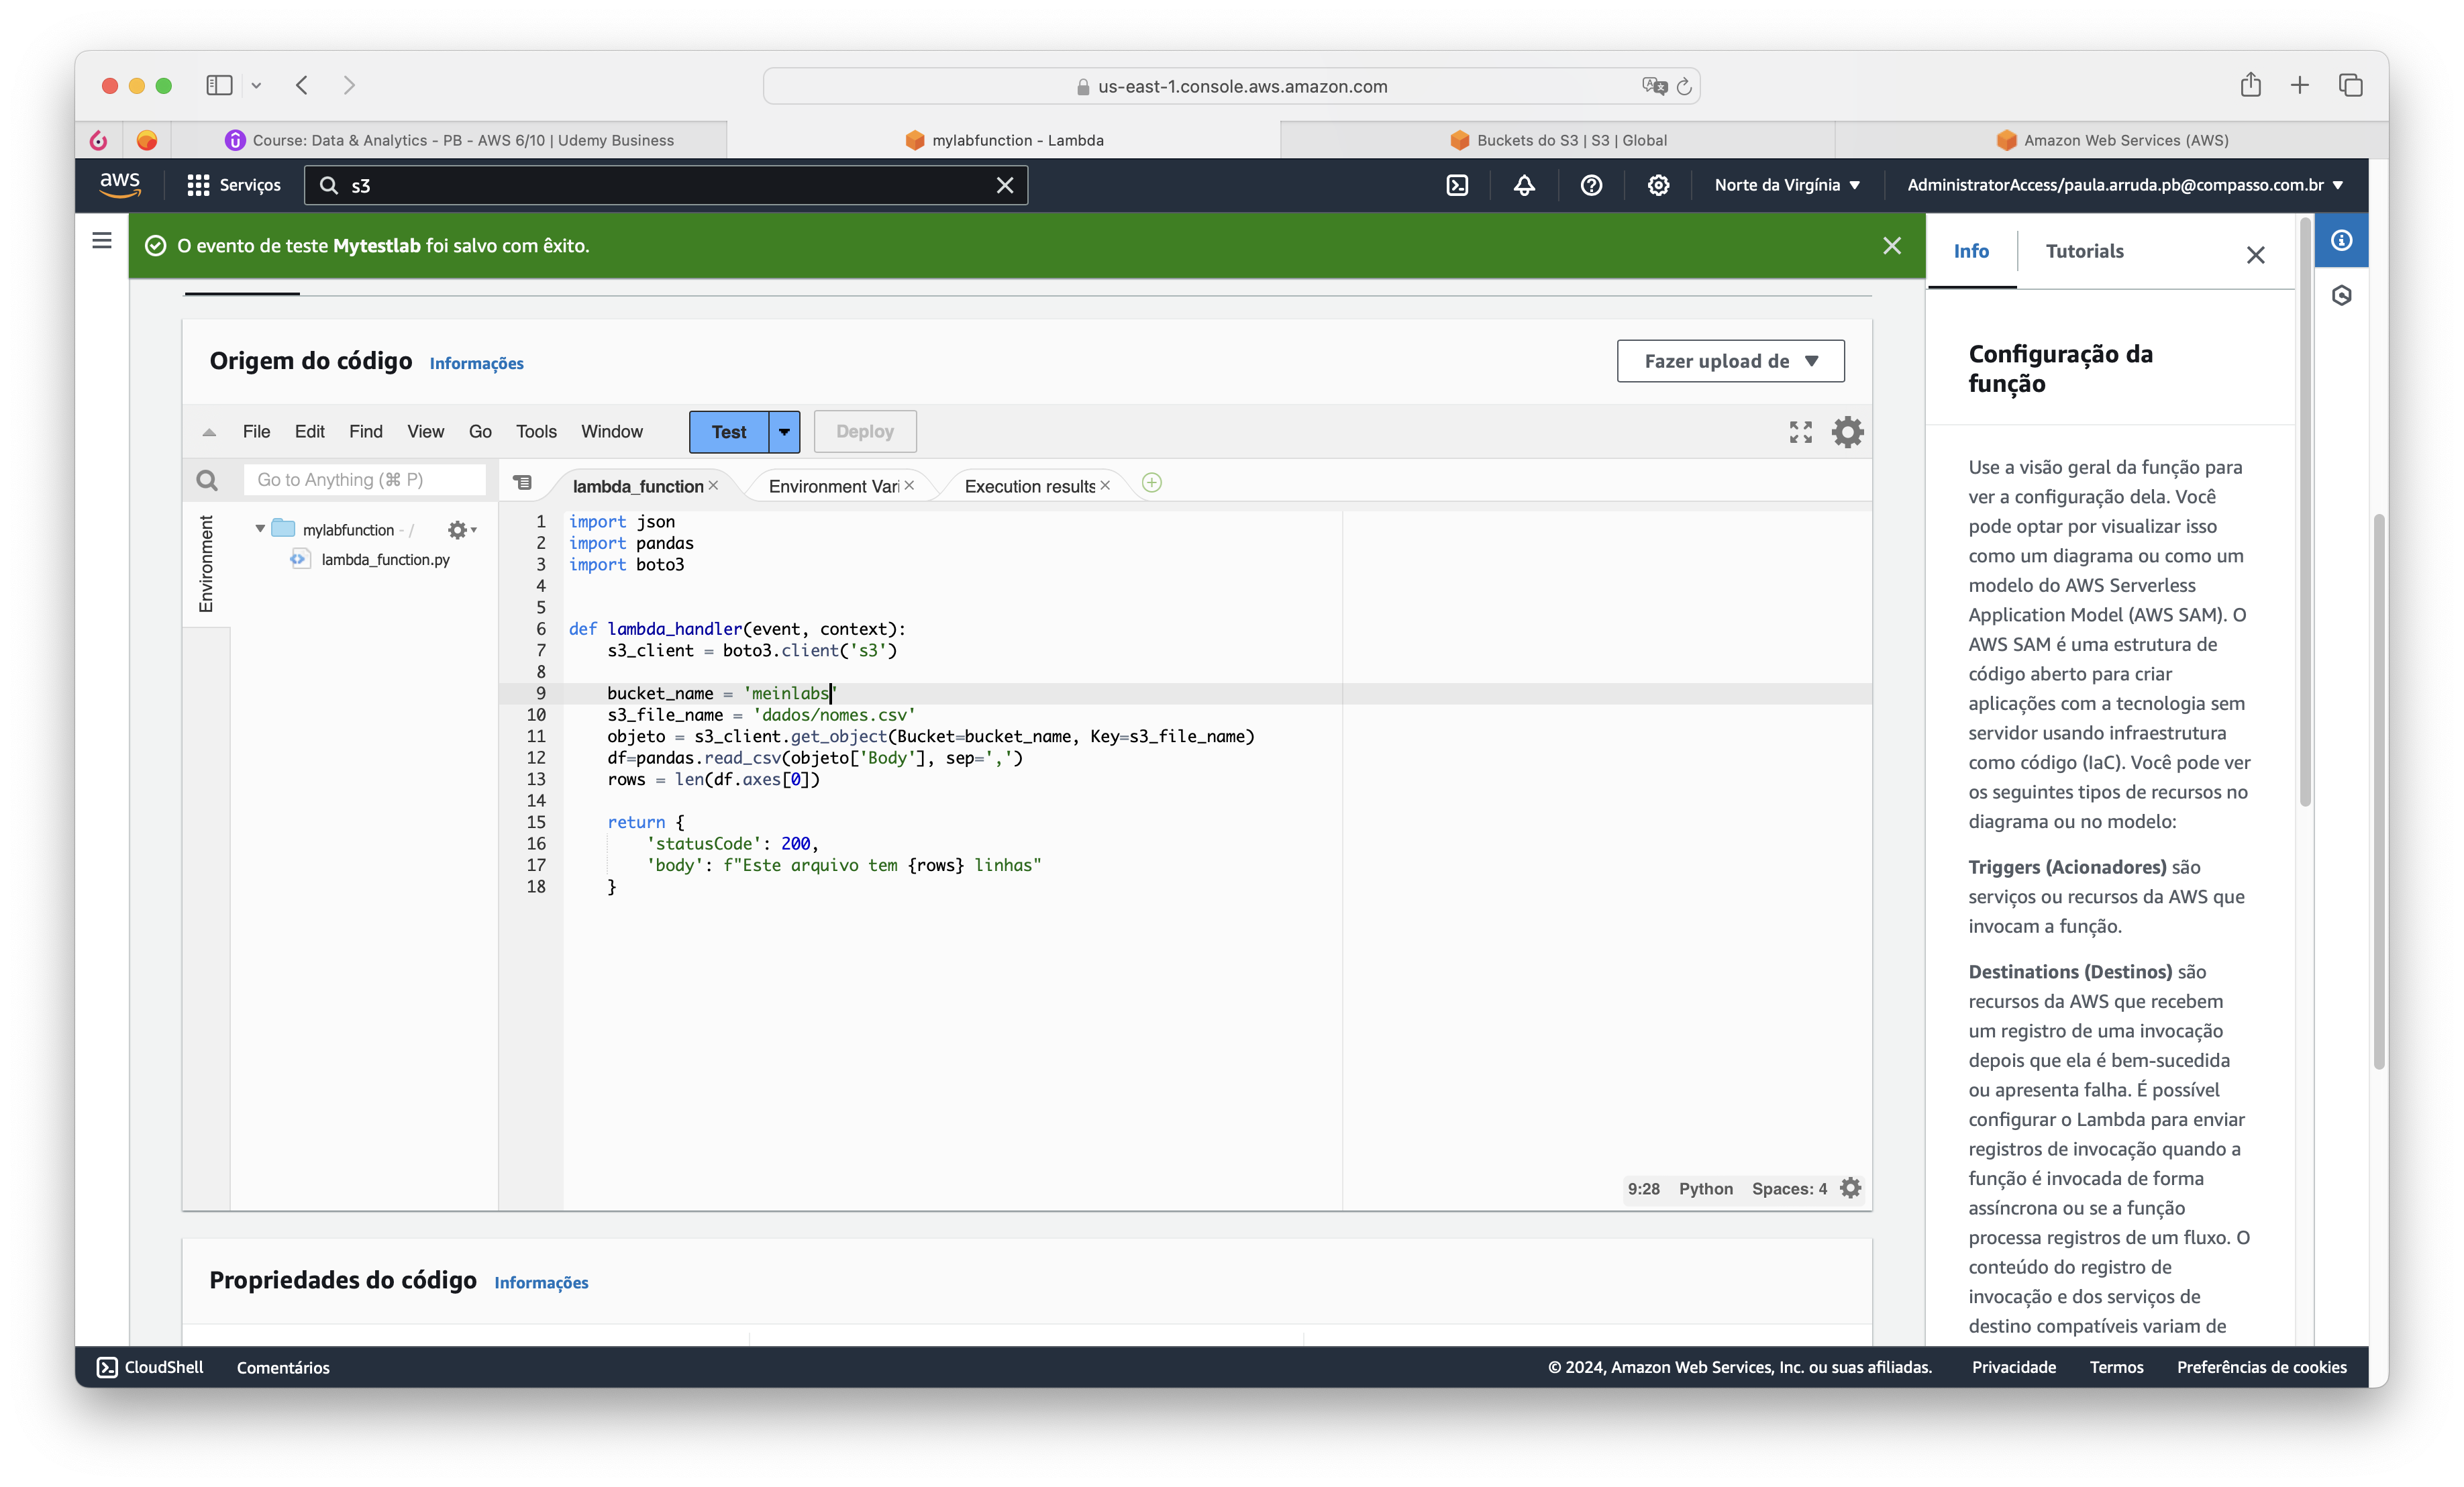 us-east-1.console.aws.amazon.com
Course: Data & Analytics - PB - AWS 6/10 | Udemy Business
mylabfunction - Lambda
Buckets do S3 | S3 | Global
Amazon Web Services (AWS)
aws
Serviços
s3
Norte da Virgínia
AdministratorAccess/paula.arruda.pb@compasso.com.br
O evento de teste Mytestlab foi salvo com êxito.
Origem do código Informações
Fazer upload de
File Edit Find View Go Tools Window
Test
Deploy
Go to Anything (⌘ P)
lambda_function
Environment Vari
Execution results
Environment
mylabfunction - /
lambda_function.py
1 import json
2 import pandas
3 import boto3
4
5
6 def lambda_handler(event, context):
7     s3_client = boto3.client('s3')
8
9     bucket_name = 'meinlabs'
10     s3_file_name = 'dados/nomes.csv'
11     objeto = s3_client.get_object(Bucket=bucket_name, Key=s3_file_name)
12     df=pandas.read_csv(objeto['Body'], sep=',')
13     rows = len(df.axes[0])
14
15     return {
16         'statusCode': 200,
17         'body': f"Este arquivo tem {rows} linhas"
18     }
9:28 Python Spaces: 4
Propriedades do código Informações
Info
Tutorials
Configuração da
função
Use a visão geral da função para
ver a configuração dela. Você
pode optar por visualizar isso
como um diagrama ou como um
modelo do AWS Serverless
Application Model (AWS SAM). O
AWS SAM é uma estrutura de
código aberto para criar
aplicações com a tecnologia sem
servidor usando infraestrutura
como código (IaC). Você pode ver
os seguintes tipos de recursos no
diagrama ou no modelo:
Triggers (Acionadores) são
serviços ou recursos da AWS que
invocam a função.
Destinations (Destinos) são
recursos da AWS que recebem
um registro de uma invocação
depois que ela é bem-sucedida
ou apresenta falha. É possível
configurar o Lambda para enviar
registros de invocação quando a
função é invocada de forma
assíncrona ou se a função
processa registros de um fluxo. O
conteúdo do registro de
invocação e dos serviços de
destino compatíveis variam de
CloudShell
Comentários
© 2024, Amazon Web Services, Inc. ou suas afiliadas.
Privacidade
Termos
Preferências de cookies